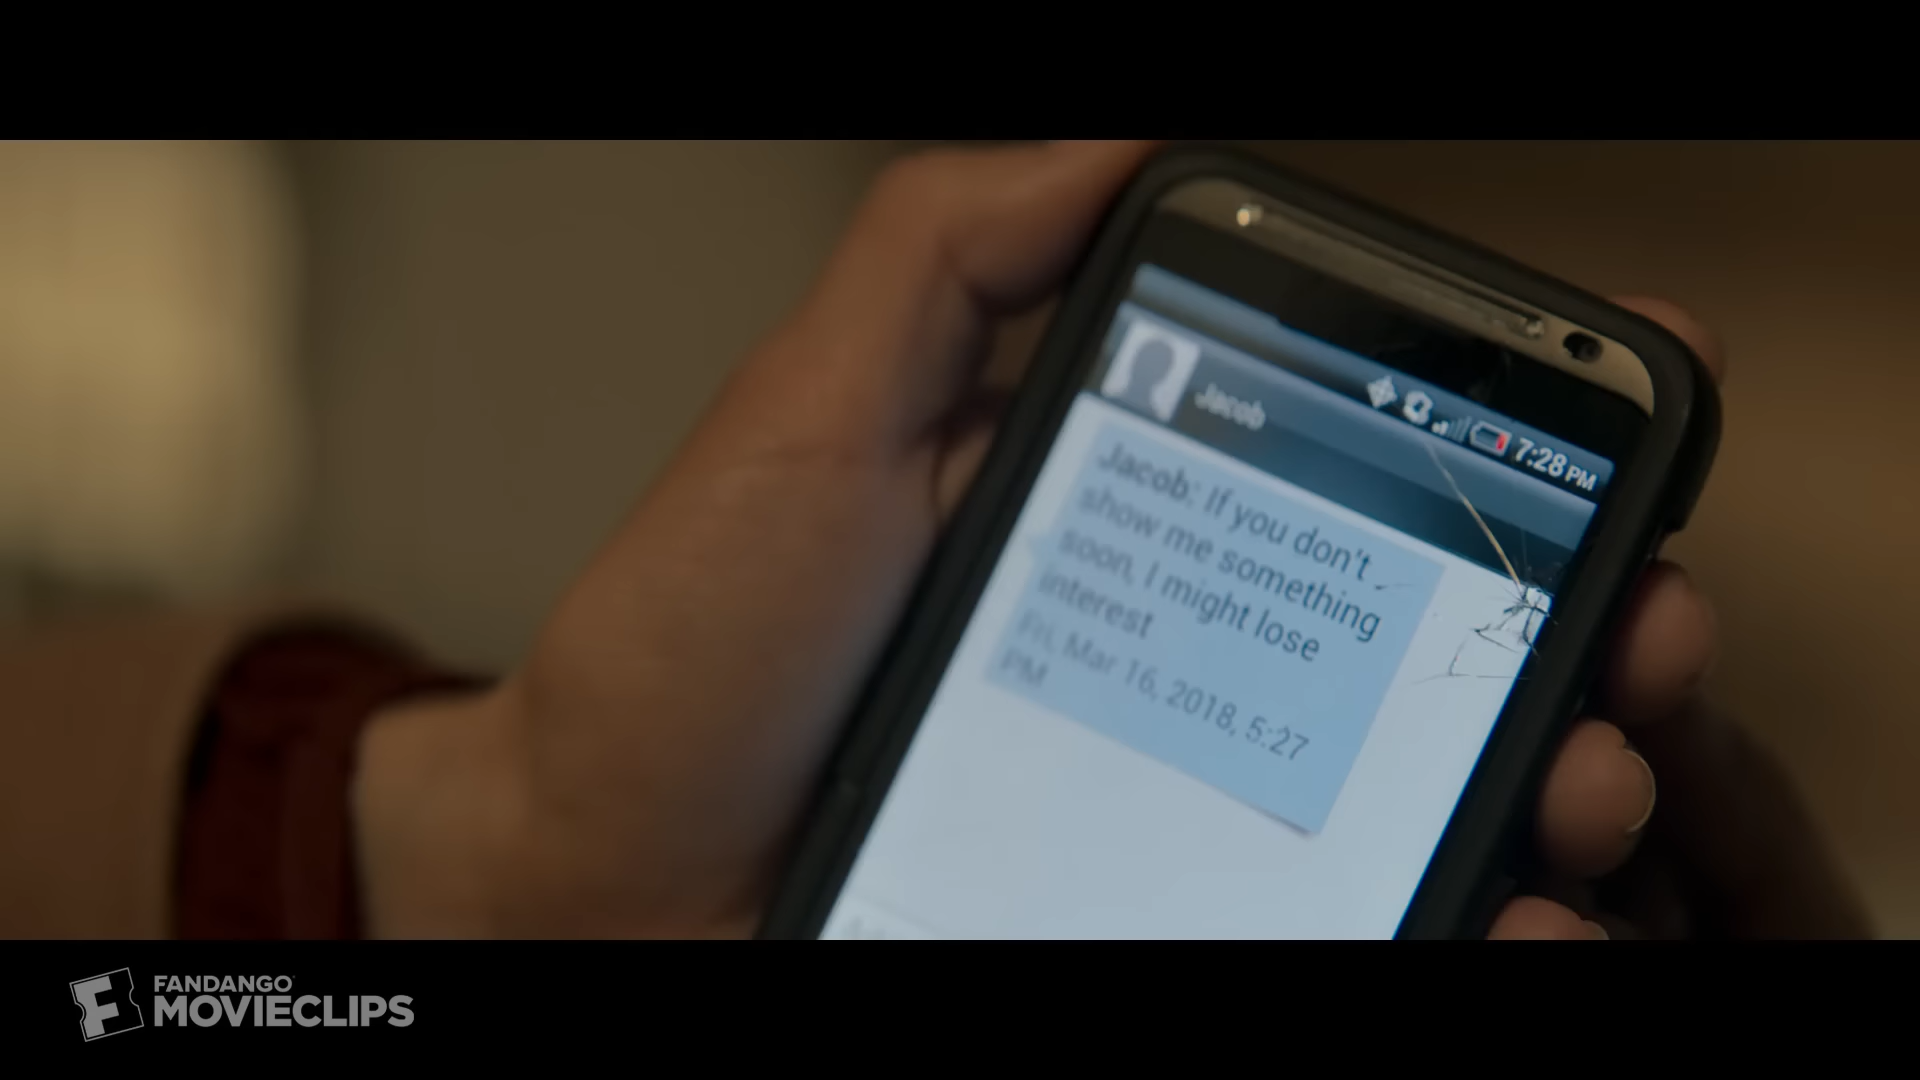 7:28 PM
Jacob
Jacob: If you don't
show me something
soon, I might lose
interest
Fri, Mar 16, 2018, 5:27
PM
FANDANGO
MOVIECLIPS